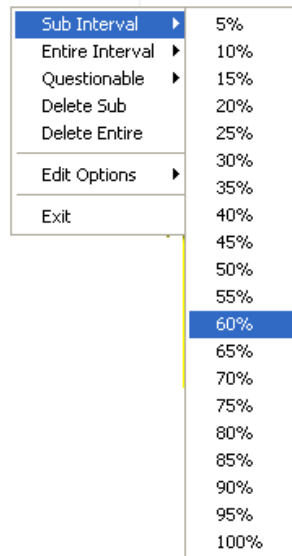 Sub Interval
Entire Interval
Questionable
Delete Sub
Delete Entire
Edit Options
Exit
5%
10%
15%
20%
25%
30%
35%
40%
45%
50%
55%
60%
65%
70%
75%
80%
85%
90%
95%
100%